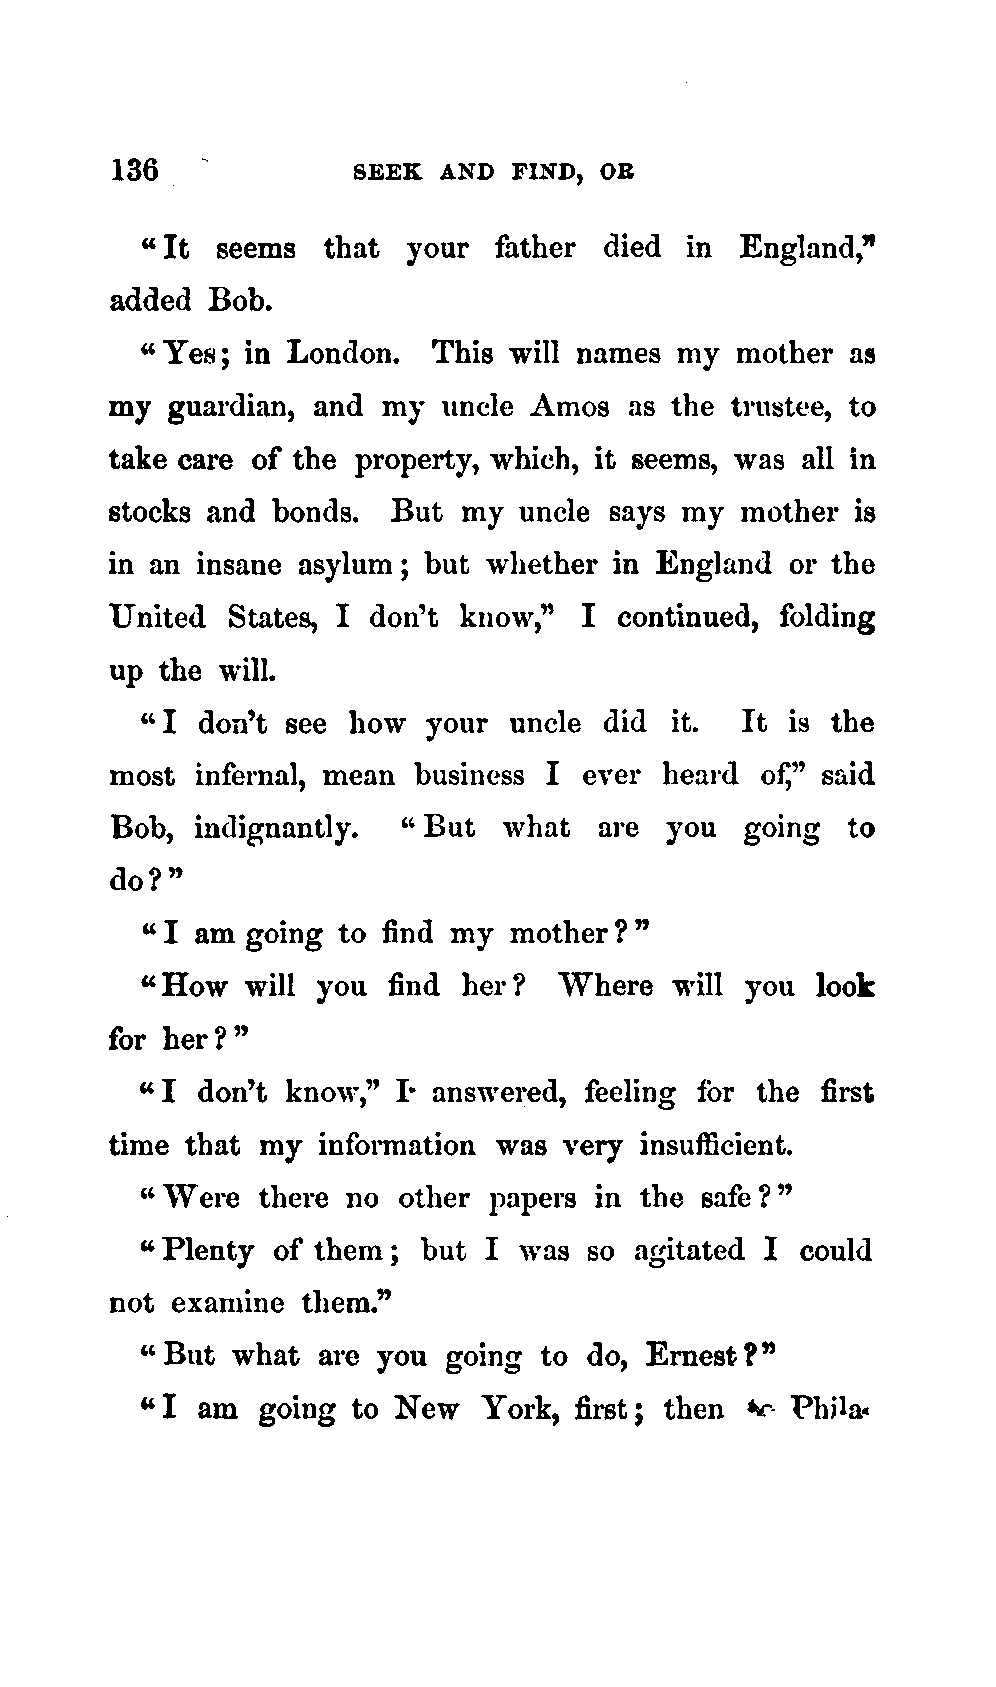 136 SEEK AND FIND, OR
“It seems that your father died in England,”
added Bob.
“Yes; in London. This will names my mother as
my guardian, and my uncle Amos as the trustee, to
take care of the property, which, it seems, was all in
stocks and bonds. But my uncle says my mother is
in an insane asylum; but whether in England or the
United States, I don’t know,” I continued, folding
up the will.
“I don’t see how your uncle did it. It is the
most infernal, mean business I ever heard of,” said
Bob, indignantly. “But what are you going to
do?”
“I am going to find my mother?”
“How will you find her? Where will you look
for her?”
“I don’t know,” I answered, feeling for the first
time that my information was very insufficient.
“Were there no other papers in the safe?”
“Plenty of them; but I was so agitated I could
not examine them.”
“But what are you going to do, Ernest?”
“I am going to New York, first; then Phila-